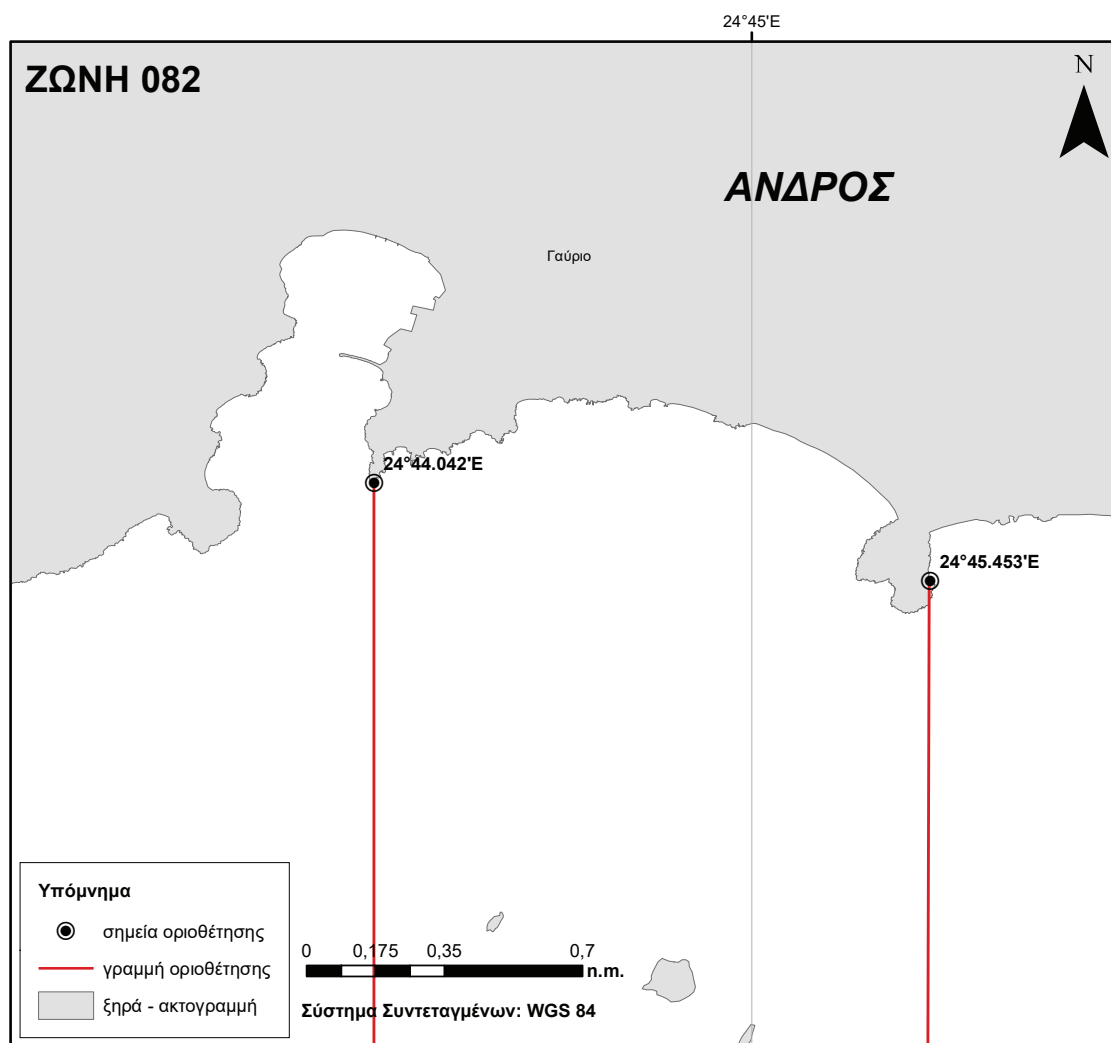 24°45'E
ΖΩΝΗ 082
N
ΑΝΔΡΟΣ
Γαύριο
24°44.042'E
24°45.453'E
Υπόμνημα
σημεία οριοθέτησης
γραμμή οριοθέτησης
ξηρά - ακτογραμμή
0 0,175 0,35 0,7
n.m.
Σύστημα Συντεταγμένων: WGS 84